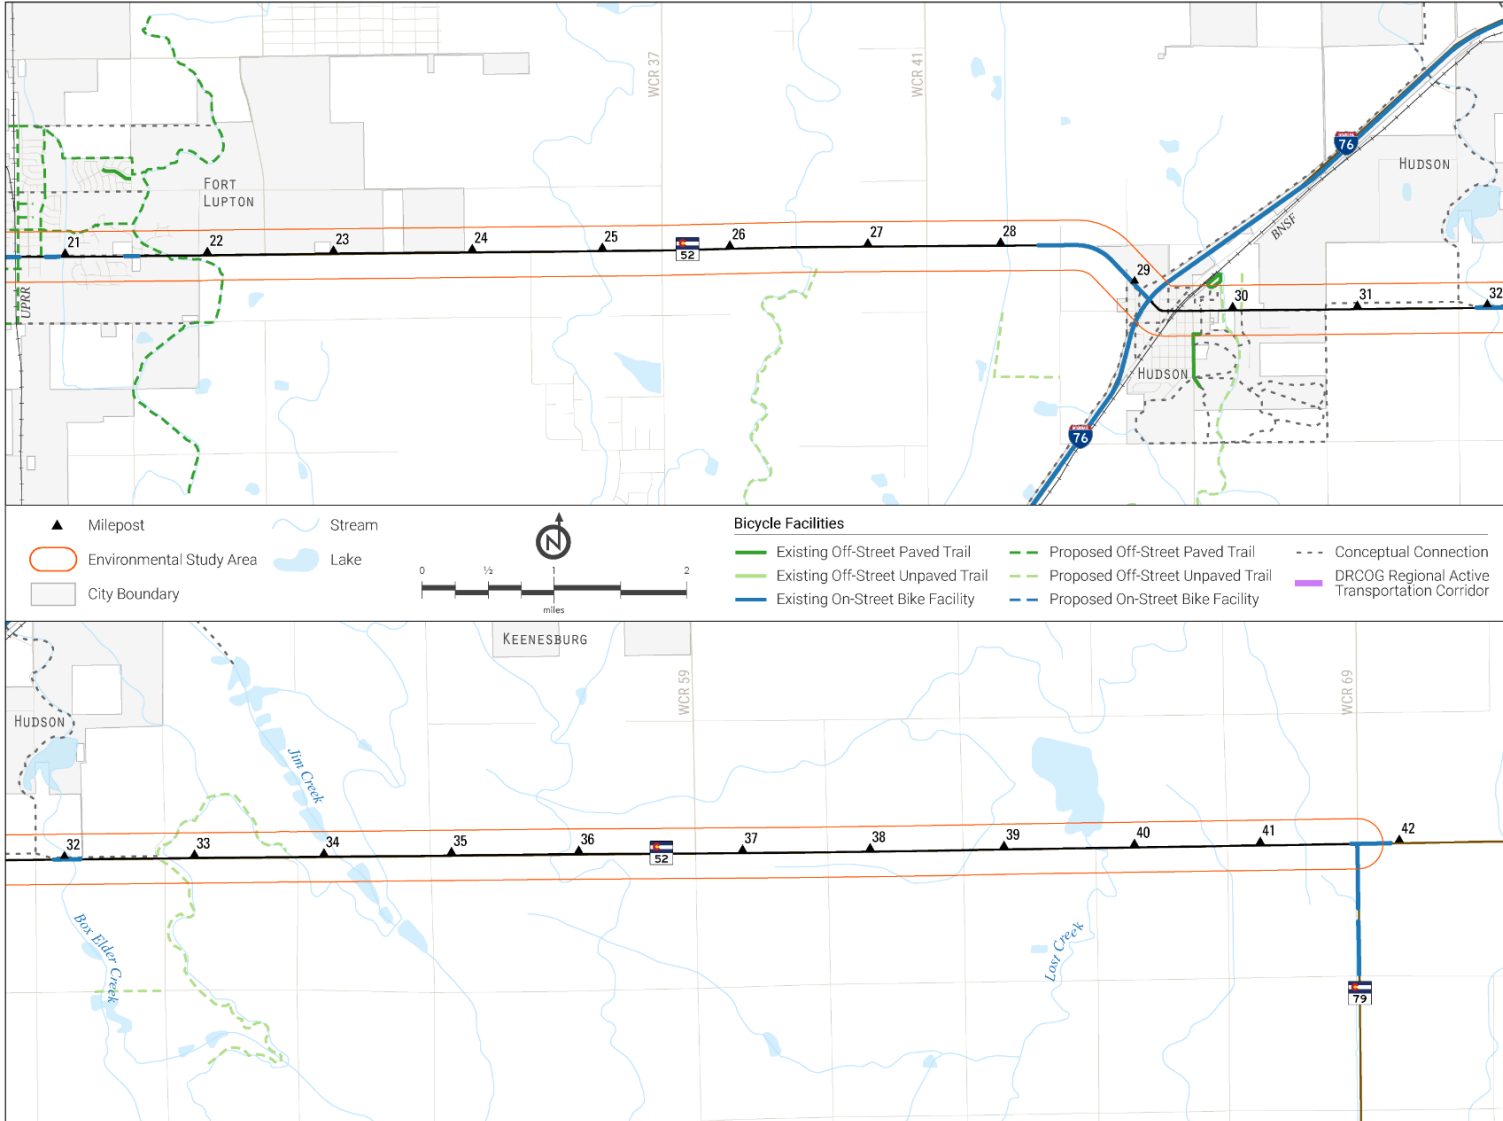 WCR 37
WCR 41
INTERSTATE
76
HUDSON
FORT
LUPTON
BNSF
21
22
23
24
25
52
26
27
28
29
30
31
32
UPRR
HUDSON
76
Milepost
Stream
Environmental Study Area
Lake
City Boundary
N
0
½
1
2
miles
Bicycle Facilities
Existing Off-Street Paved Trail
Proposed Off-Street Paved Trail
Conceptual Connection
Existing Off-Street Unpaved Trail
Proposed Off-Street Unpaved Trail
DRCOG Regional Active
Transportation Corridor
Existing On-Street Bike Facility
Proposed On-Street Bike Facility
KEENESBURG
WCR 59
WCR 69
HUDSON
Jim Creek
32
33
34
35
36
52
37
38
39
40
41
42
Box Elder Creek
Lost Creek
79